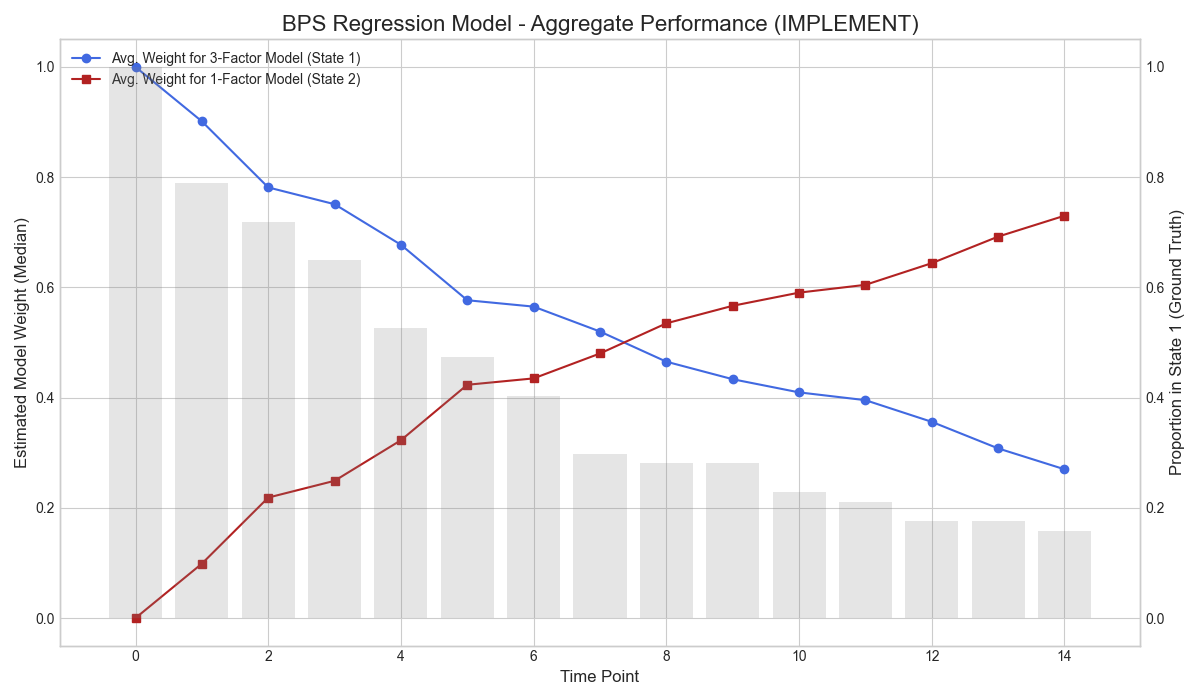 BPS Regression Model - Aggregate Performance (IMPLEMENT)
Avg. Weight for 3-Factor Model (State 1)
Avg. Weight for 1-Factor Model (State 2)
Estimated Model Weight (Median)
1.0
0.8
0.6
0.4
0.2
0.0
1.0
0.8
0.6
0.4
0.2
0.0
Proportion in State 1 (Ground Truth)
0 2 4 6 8 10 12 14
Time Point